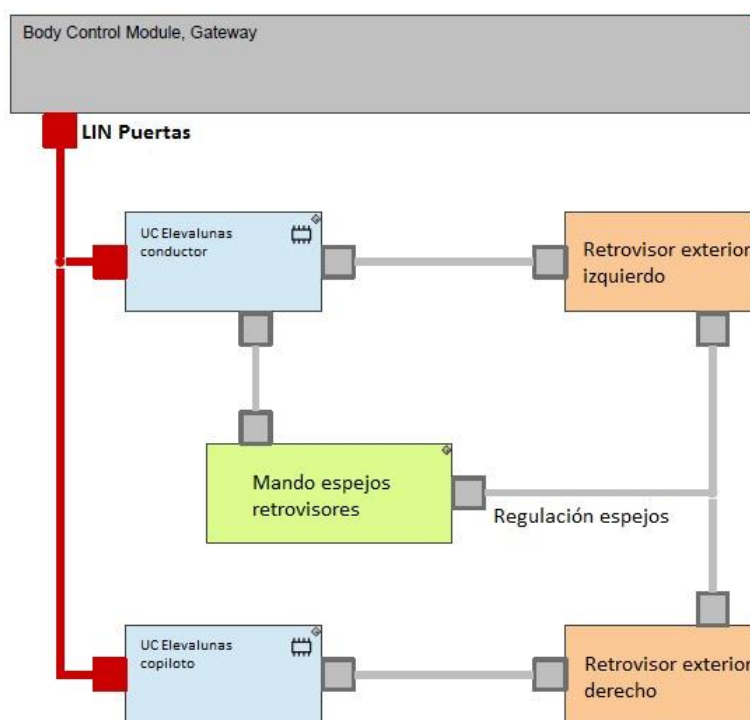 Body Control Module, Gateway
LIN Puertas
UC Elevalunas
conductor
Retrovisor exterior
izquierdo
Mando espejos
retrovisores
Regulación espejos
UC Elevalunas
copiloto
Retrovisor exterior
derecho